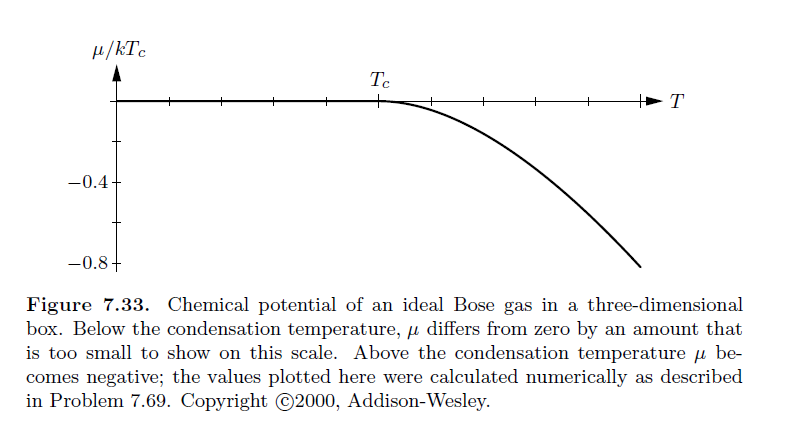 μ/kTc
Tc
T
−0.4
−0.8
Figure 7.33. Chemical potential of an ideal Bose gas in a three-dimensional
box. Below the condensation temperature, μ differs from zero by an amount that
is too small to show on this scale. Above the condensation temperature μ be-
comes negative; the values plotted here were calculated numerically as described
in Problem 7.69. Copyright ©2000, Addison-Wesley.